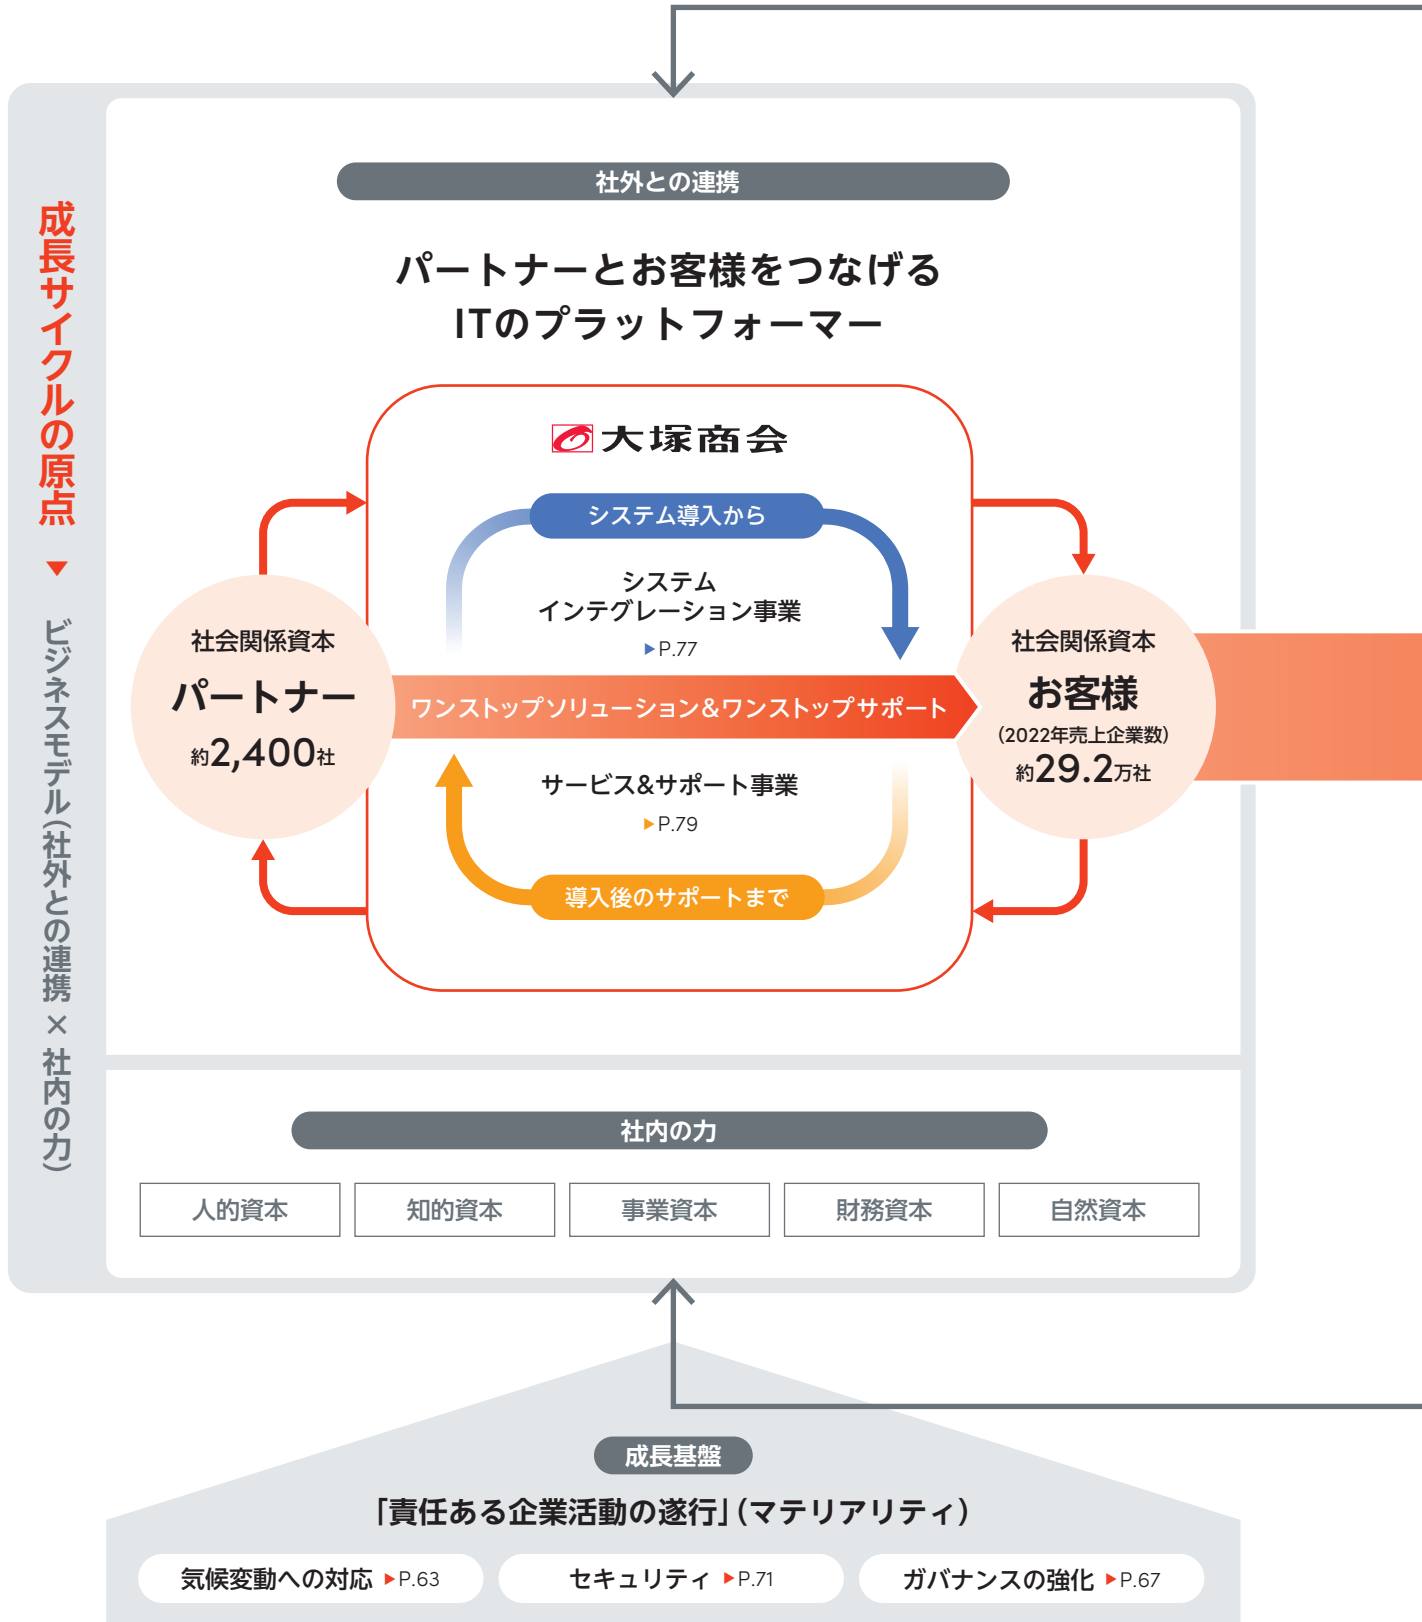 成長サイクルの原点
▼
ビジネスモデル(社外との連携 × 社内の力)
社外との連携
パートナーとお客様をつなげる
ITのプラットフォーマー
大塚商会
システム導入から
システム
インテグレーション事業
▶P.77
社会関係資本
パートナー
約2,400社
ワンストップソリューション&ワンストップサポート
社会関係資本
お客様
(2022年売上企業数)
約29.2万社
サービス&サポート事業
▶P.79
導入後のサポートまで
社内の力
人的資本
知的資本
事業資本
財務資本
自然資本
成長基盤
「責任ある企業活動の遂行」(マテリアリティ)
気候変動への対応 ▶P.63
セキュリティ ▶P.71
ガバナンスの強化 ▶P.67